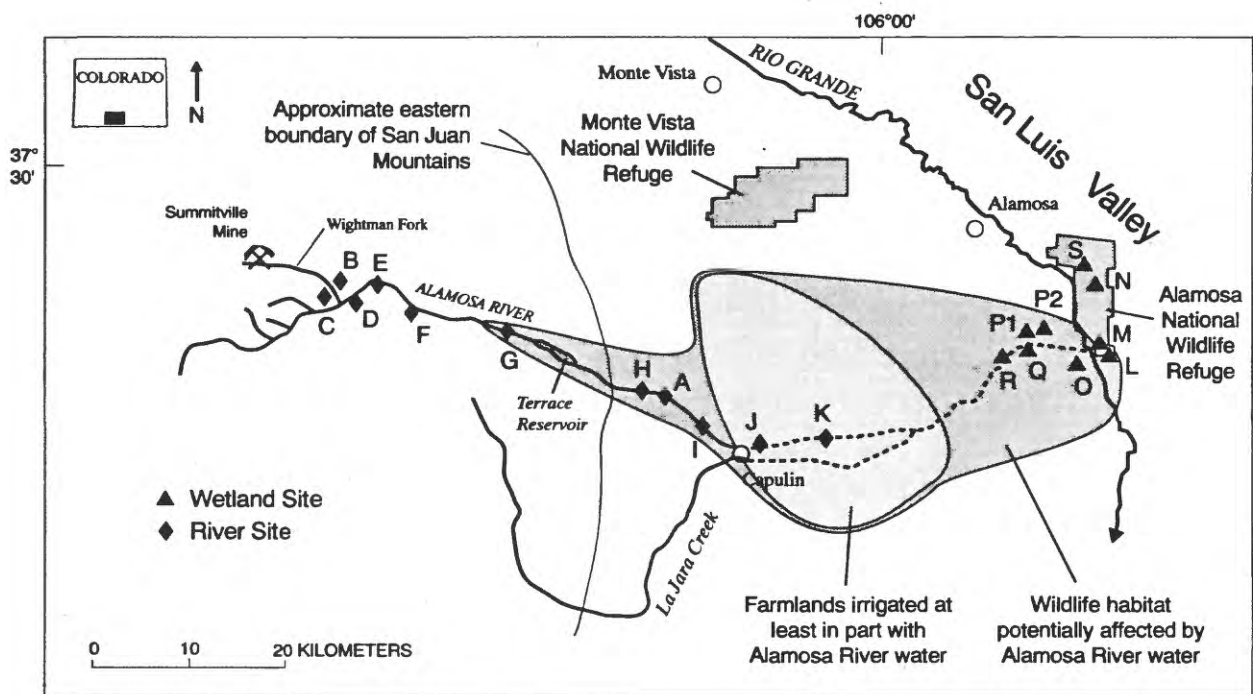 106°00'
COLORADO
N
37°
30'
Approximate eastern
boundary of San Juan
Mountains
Monte Vista
RIO GRANDE
San Luis Valley
Monte Vista
National Wildlife
Refuge
Alamosa
Summitville
Mine
Wightman Fork
B
E
C
D
F
ALAMOSA RIVER
G
Terrace
Reservoir
H
A
I
J
K
Capulin
La Jara Creek
S
N
P2
P1
M
L
R
Q
O
Alamosa
National
Wildlife
Refuge
Wetland Site
River Site
0 10 20 KILOMETERS
Farmlands irrigated at
least in part with
Alamosa River water
Wildlife habitat
potentially affected by
Alamosa River water